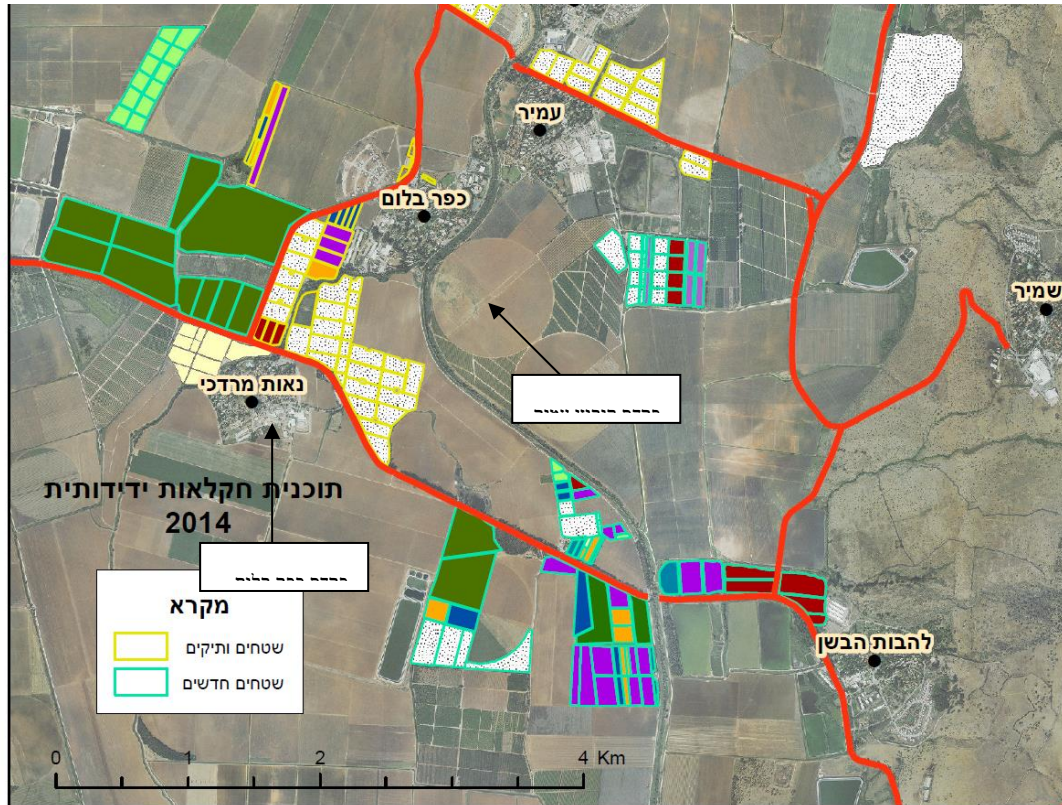 עמיר
כפר בלום
שמיר
נאות מרדכי
תוכנית חקלאות ידידותית
2014
מקרא
שטחים ותיקים
שטחים חדשים
להבות הבשן
0 1 2 4 Km